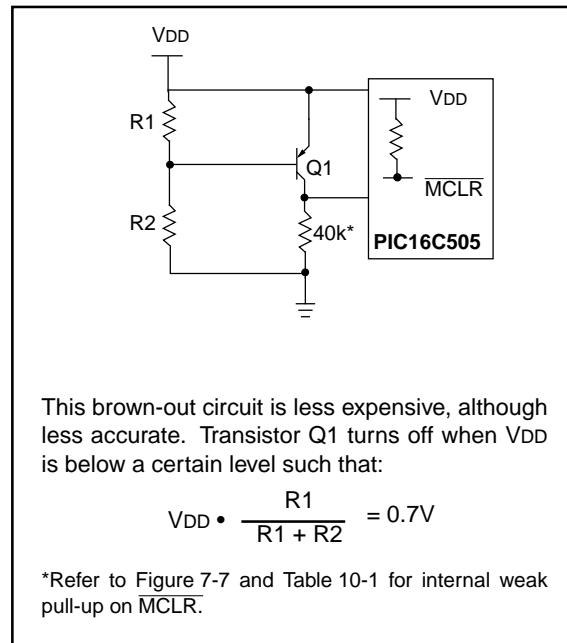 VDD
R1
VDD
Q1
MCLR
R2
40k*
PIC16C505
This brown-out circuit is less expensive, although
less accurate. Transistor Q1 turns off when VDD
is below a certain level such that:
VDD • R1 / R1 + R2 = 0.7V
*Refer to Figure 7-7 and Table 10-1 for internal weak
pull-up on MCLR.